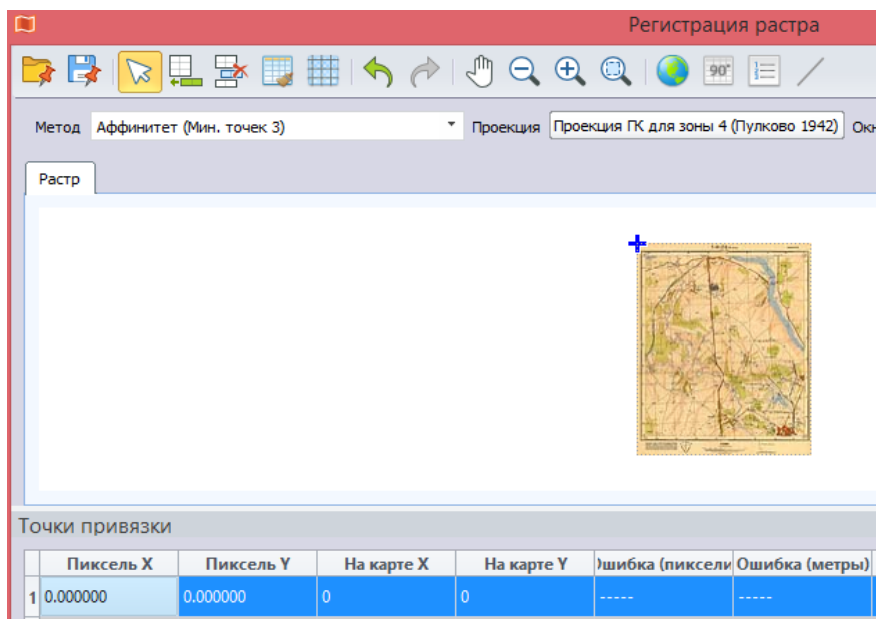 Регистрация растра
90°
Метод Аффинитет (Мин. точек 3) Проекция Проекция ГК для зоны 4 (Пулково 1942) Окн
Растр
Точки привязки
Пиксель X Пиксель Y На карте X На карте Y Ошибка (пиксели Ошибка (метры)
1 0.000000 0.000000 0 0 ----- -----